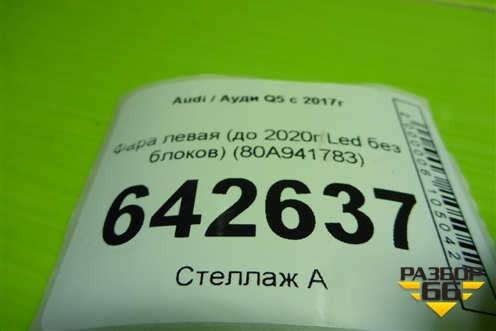 Audi / Ауди Q5 с 2017г
Фара левая (до 2020г Led без
блоков) (80A941783)
642637
Стеллаж А
РАЗБОР
66